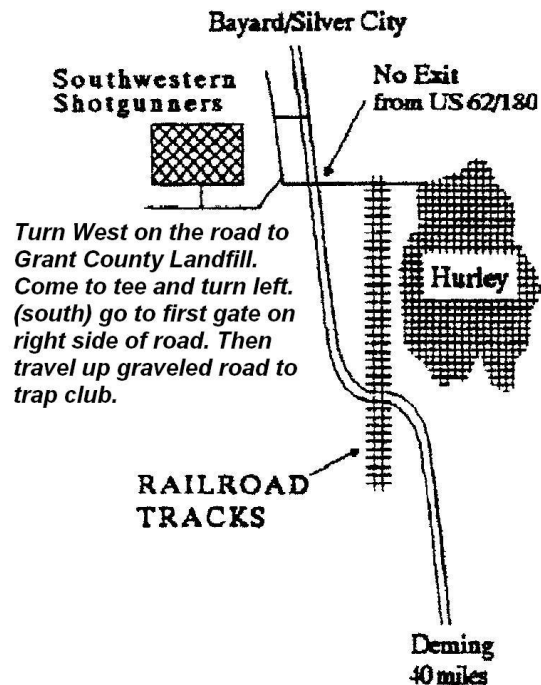 Bayard/Silver City
Southwestern
Shotgunners
No Exit
from US 62/180
Turn West on the road to
Grant County Landfill.
Come to tee and turn left.
(south) go to first gate on
right side of road. Then
travel up graveled road to
trap club.
Hurley
RAILROAD
TRACKS
Deming
40 miles